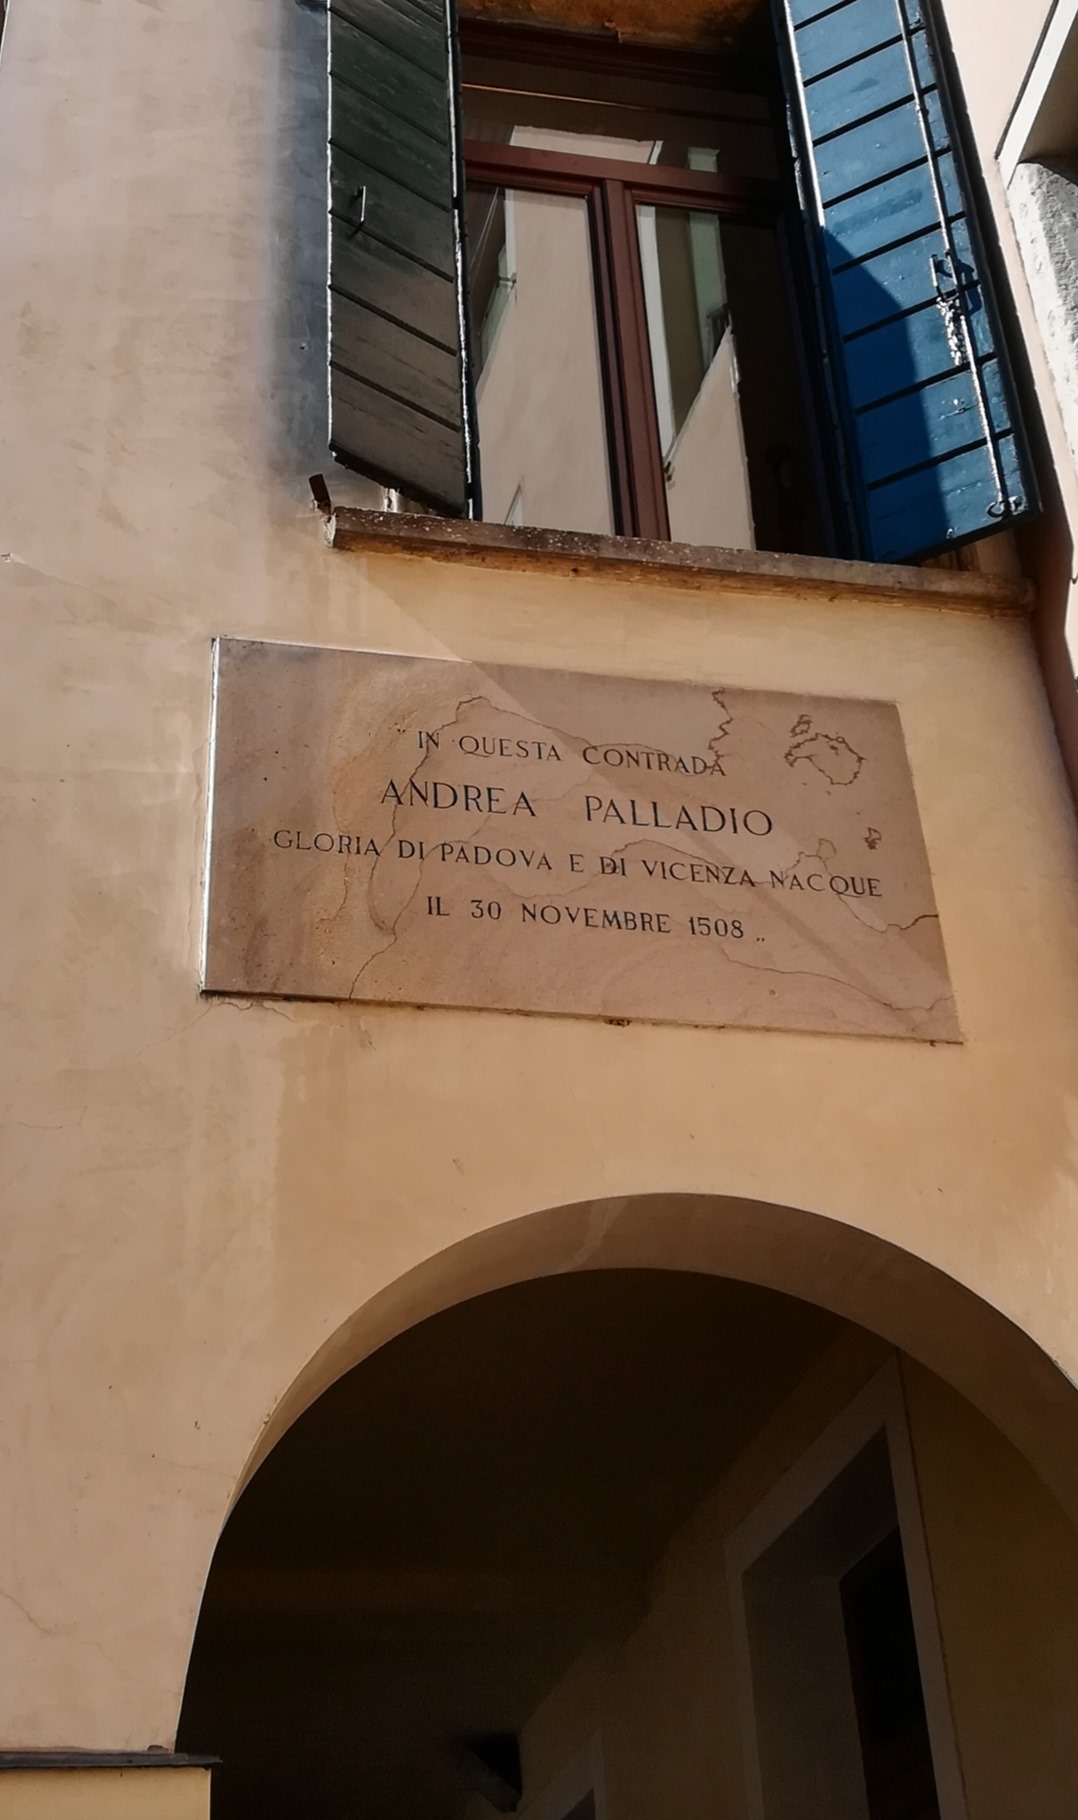 " IN QUESTA CONTRADA
ANDREA PALLADIO
GLORIA DI PADOVA E DI VICENZA NACQUE
IL 30 NOVEMBRE 1508 „